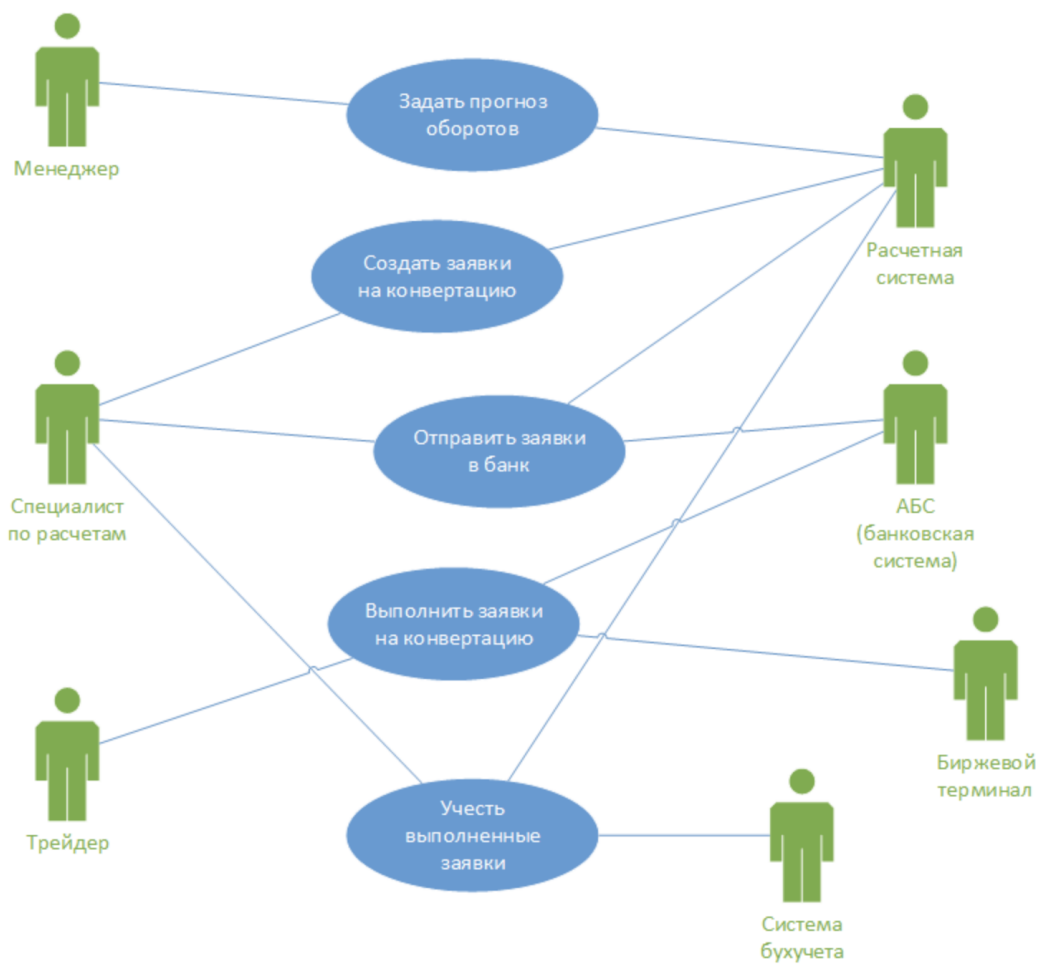 Менеджер
Задать прогноз
оборотов
Расчетная
система
Создать заявки
на конвертацию
Специалист
по расчетам
Отправить заявки
в банк
АБС
(банковская
система)
Выполнить заявки
на конвертацию
Биржевой
терминал
Трейдер
Учесть
выполненные
заявки
Система
бухучета